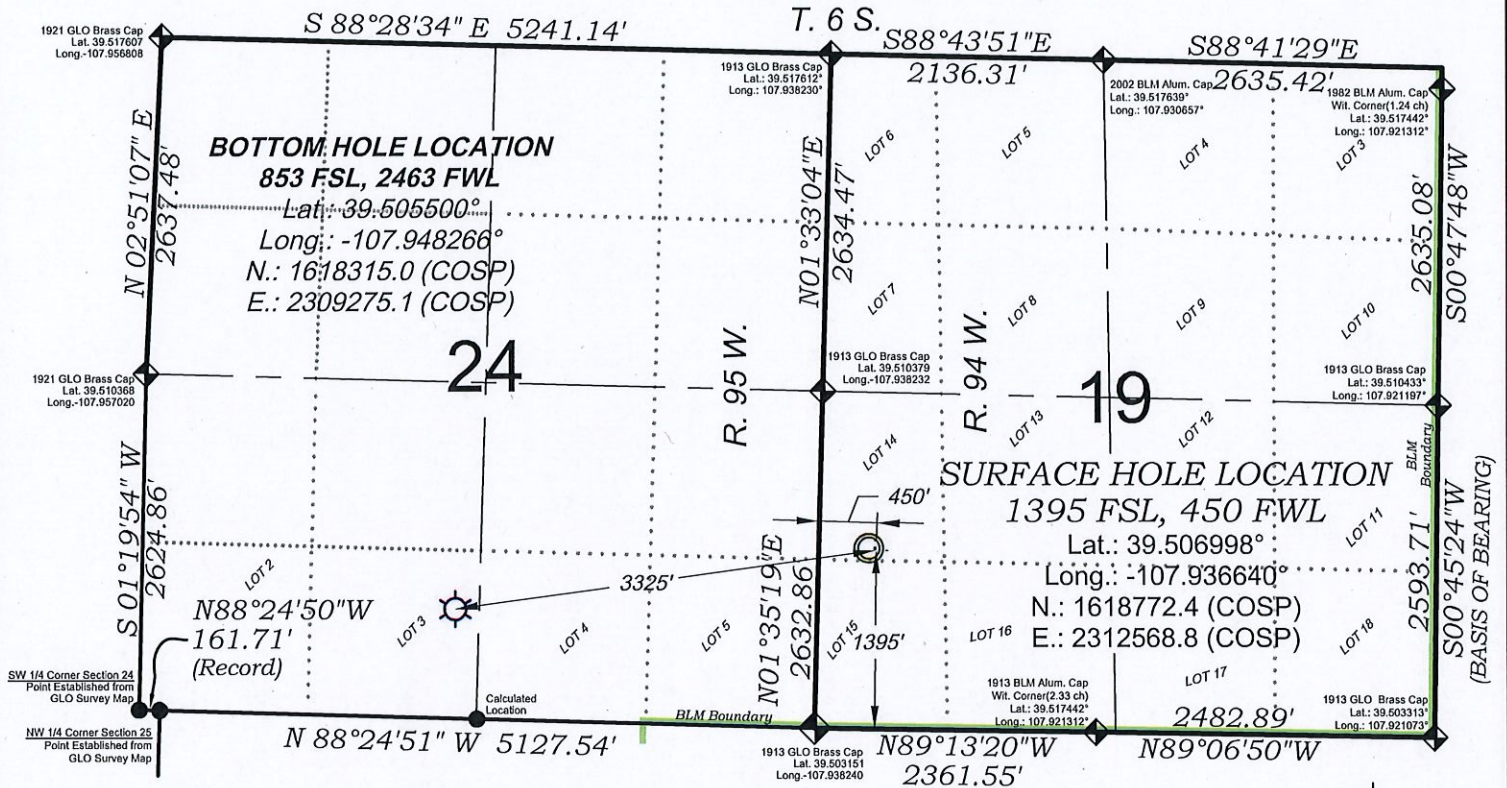 T. 6 S.
S 88°28'34" E 5241.14'
S88°43'51"E
2136.31'
S88°41'29"E
2635.42'
1921 GLO Brass Cap
Lat. 39.517607
Long.-107.956808
1913 GLO Brass Cap
Lat.: 39.517612°
Long.: 107.938230°
2002 BLM Alum. Cap
Lat.: 39.517639°
Long.: 107.930657°
1982 BLM Alum. Cap
Wit. Corner(1.24 ch)
Lat.: 39.517442°
Long.: 107.921312°
N 02°51'07" E
2637.48'
BOTTOM HOLE LOCATION
853 FSL, 2463 FWL
Lat.: 39.505500°
Long.: -107.948266°
N.: 1618315.0 (COSP)
E.: 2309275.1 (COSP)
N01°33'04"E
2634.47'
LOT 6
LOT 5
LOT 4
LOT 3
S00°47'48"W
2635.08'
LOT 7
LOT 8
LOT 9
LOT 10
1921 GLO Brass Cap
Lat. 39.510368
Long.-107.957020
24
R. 95 W.
1913 GLO Brass Cap
Lat. 39.510379
Long.-107.938232
R. 94 W.
19
1913 GLO Brass Cap
Lat.: 39.510433°
Long.: 107.921197°
LOT 14
LOT 13
LOT 12
LOT 11
BLM
Boundary
S 01°19'54" W
2624.86'
SURFACE HOLE LOCATION
1395 FSL, 450 FWL
Lat.: 39.506998°
Long.: -107.936640°
N.: 1618772.4 (COSP)
E.: 2312568.8 (COSP)
450'
3325'
1395'
N01°35'19"E
2632.86'
S00°45'24"W
(BASIS OF BEARING)
2593.71'
LOT 2
LOT 3
LOT 4
LOT 5
LOT 15
LOT 16
LOT 17
LOT 18
N88°24'50"W
161.71'
(Record)
SW 1/4 Corner Section 24
Point Established from
GLO Survey Map
NW 1/4 Corner Section 25
Point Established from
GLO Survey Map
Calculated
Location
BLM Boundary
N 88°24'51" W 5127.54'
1913 GLO Brass Cap
Lat. 39.503151
Long.-107.938240
1913 BLM Alum. Cap
Wit. Corner(2.33 ch)
Lat.: 39.517442°
Long.: 107.921312°
N89°13'20"W
2361.55'
2482.89'
N89°06'50"W
1913 GLO Brass Cap
Lat.: 39.503313°
Long.: 107.921073°